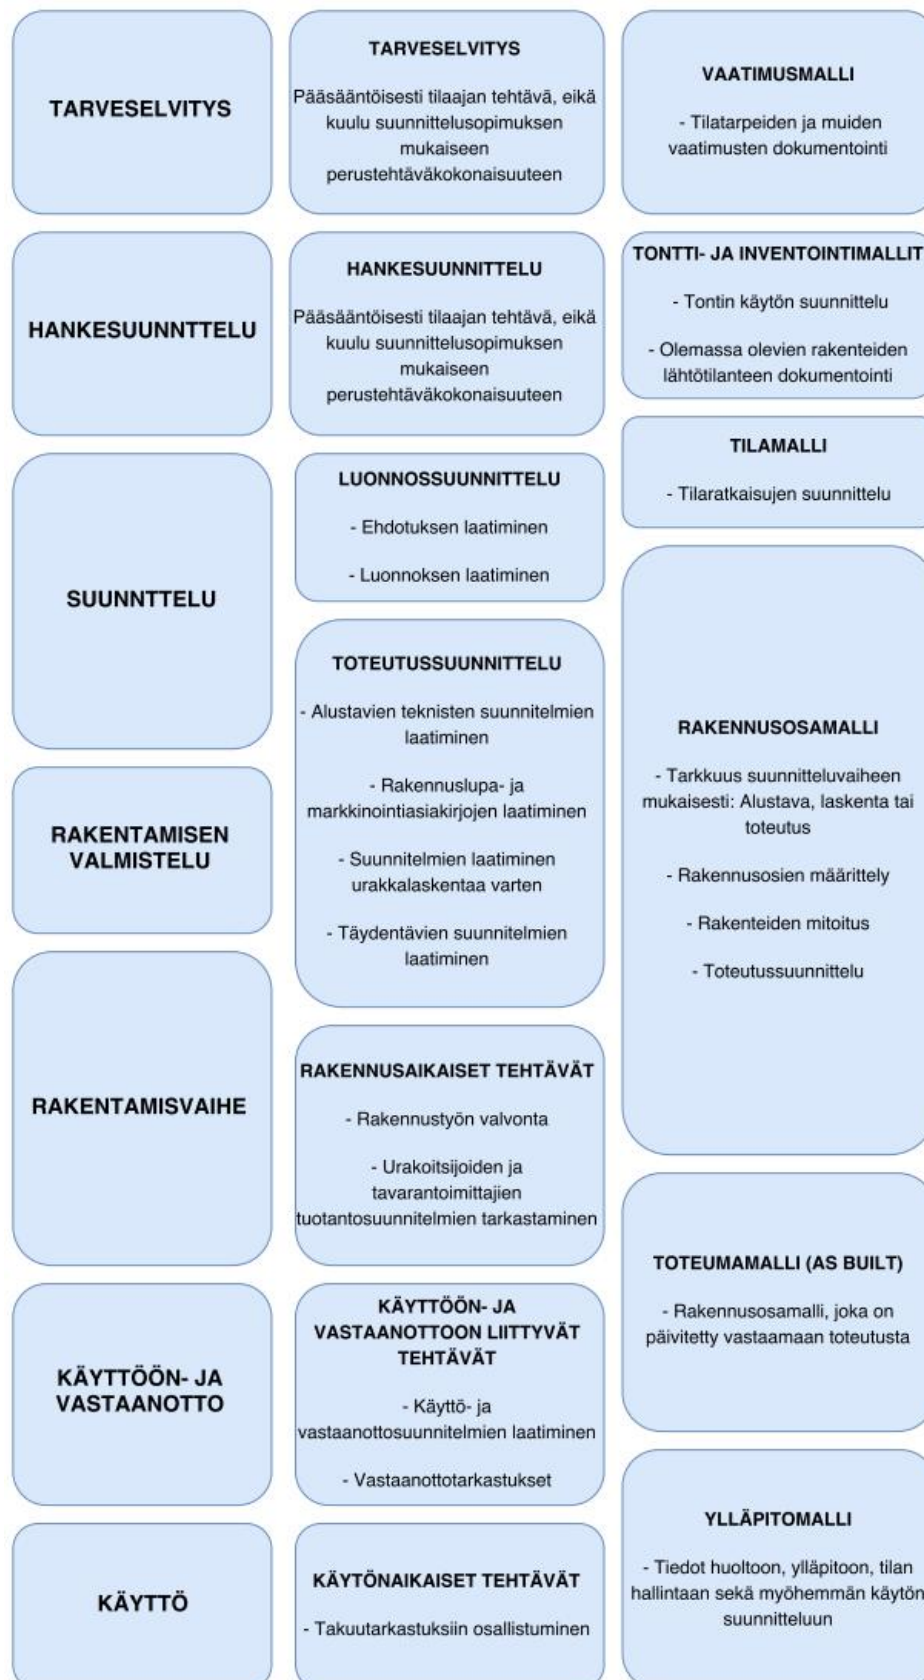 TARVESELVITYS
TARVESELVITYS
Pääsääntöisesti tilaajan tehtävä, eikä
kuulu suunnittelusopimuksen
mukaiseen
perustehtäväkokonaisuuteen
VAATIMUSMALLI
- Tilatarpeiden ja muiden
vaatimusten dokumentointi
HANKESUUNNTTELU
HANKESUUNNITTELU
Pääsääntöisesti tilaajan tehtävä, eikä
kuulu suunnittelusopimuksen
mukaiseen
perustehtäväkokonaisuuteen
TONTTI- JA INVENTOINTIMALLIT
- Tontin käytön suunnittelu
- Olemassa olevien rakenteiden
lähtötilanteen dokumentointi
TILAMALLI
- Tilaratkaisujen suunnittelu
SUUNNTTELU
LUONNOSSUUNNITTELU
- Ehdotuksen laatiminen
- Luonnoksen laatiminen
TOTEUTUSSUUNNITTELU
- Alustavien teknisten suunnitelmien
laatiminen
- Rakennuslupa- ja
markkinointiasiakirjojen laatiminen
- Suunnitelmien laatiminen
urakkalaskentaa varten
- Täydentävien suunnitelmien
laatiminen
RAKENNUSOSAMALLI
- Tarkkuus suunnitteluvaiheen
mukaisesti: Alustava, laskenta tai
toteutus
- Rakennusosien määrittely
- Rakenteiden mitoitus
- Toteutussuunnittelu
RAKENTAMISEN
VALMISTELU
RAKENTAMISVAIHE
RAKENNUSAIKAISET TEHTÄVÄT
- Rakennustyön valvonta
- Urakoitsijoiden ja
tavarantoimittajien
tuotantosuunnitelmien tarkastaminen
TOTEUMAMALLI (AS BUILT)
- Rakennusosamalli, joka on
päivitetty vastaamaan toteutusta
KÄYTTÖÖN- JA
VASTAANOTTO
KÄYTTÖÖN- JA
VASTAANOTTOON LIITTYVÄT
TEHTÄVÄT
- Käyttö- ja
vastaanottosuunnitelmien laatiminen
- Vastaanottotarkastukset
YLLÄPITOMALLI
- Tiedot huoltoon, ylläpitoon, tilan
hallintaan sekä myöhemmän käytön
suunnitteluun
KÄYTTÖ
KÄYTÖNAIKAISET TEHTÄVÄT
- Takuutarkastuksiin osallistuminen